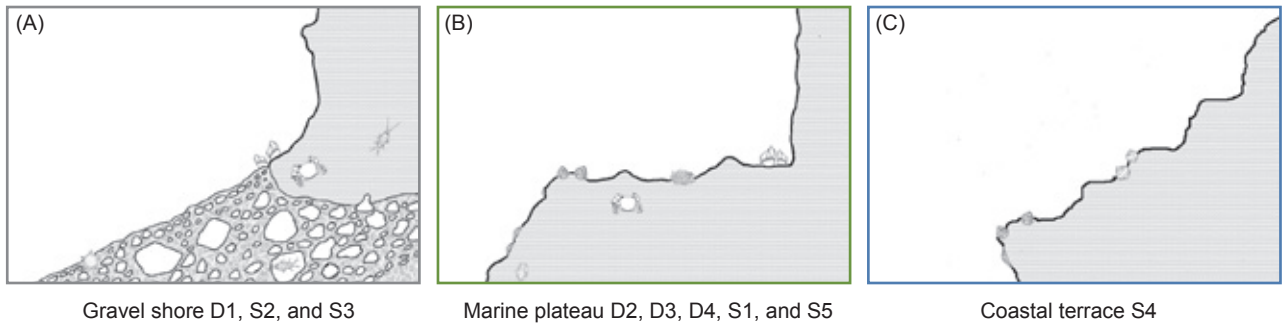 (A)
(B)
(C)
Gravel shore D1, S2, and S3
Marine plateau D2, D3, D4, S1, and S5
Coastal terrace S4